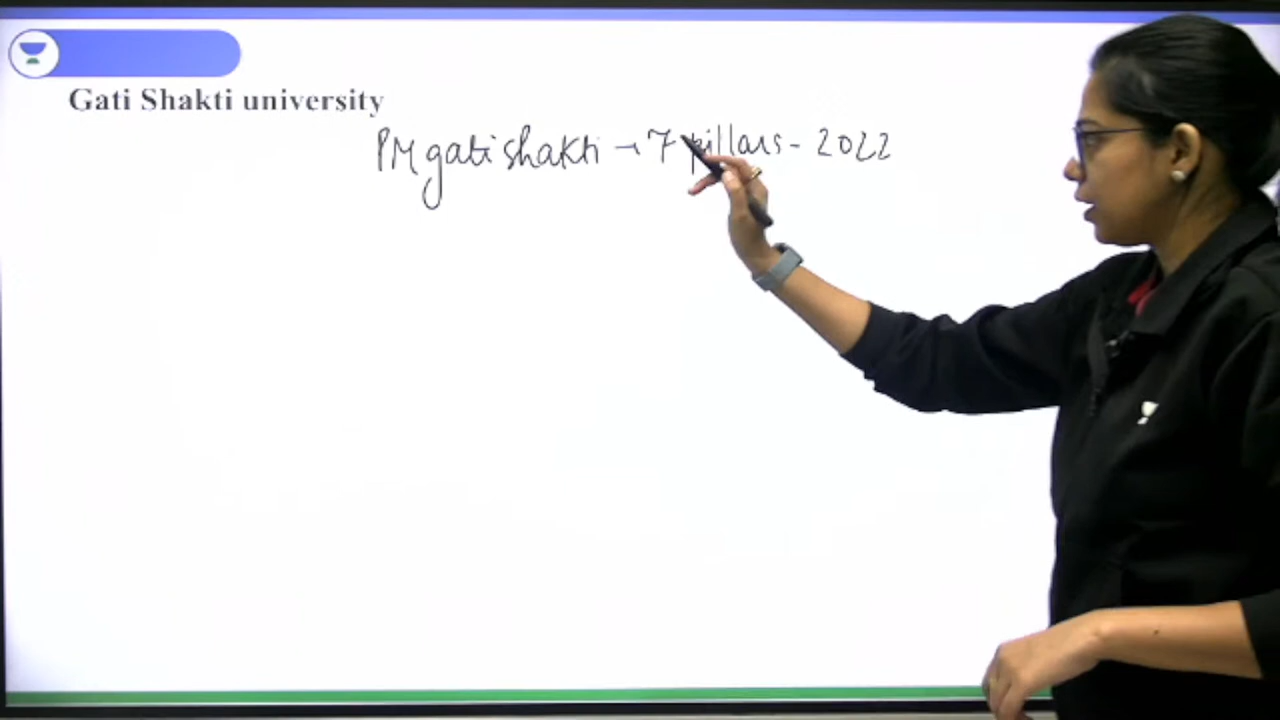 Gati Shakti university
PM gati shakti → 7 pillars - 2022